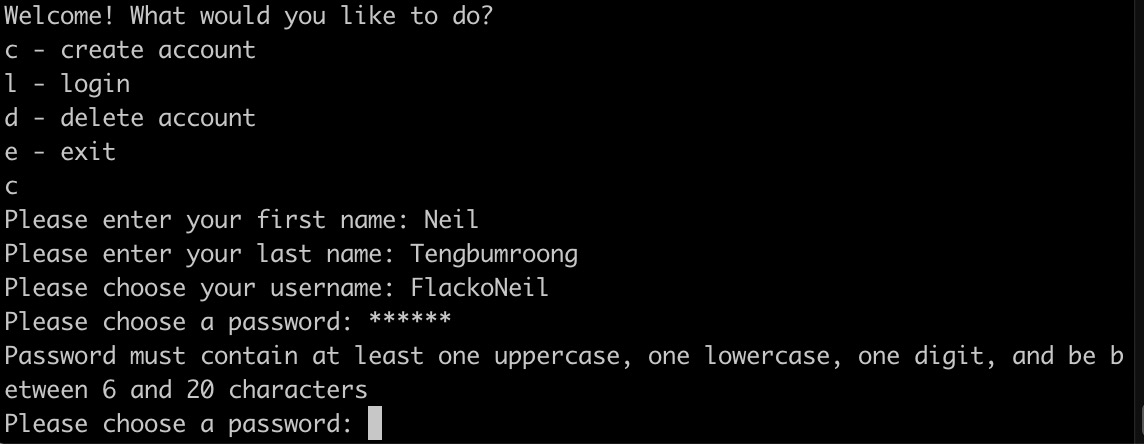 Welcome! What would you like to do?
c - create account
l - login
d - delete account
e - exit
c
Please enter your first name: Neil
Please enter your last name: Tengbumroong
Please choose your username: FlackoNeil
Please choose a password: ******
Password must contain at least one uppercase, one lowercase, one digit, and be b
etween 6 and 20 characters
Please choose a password: